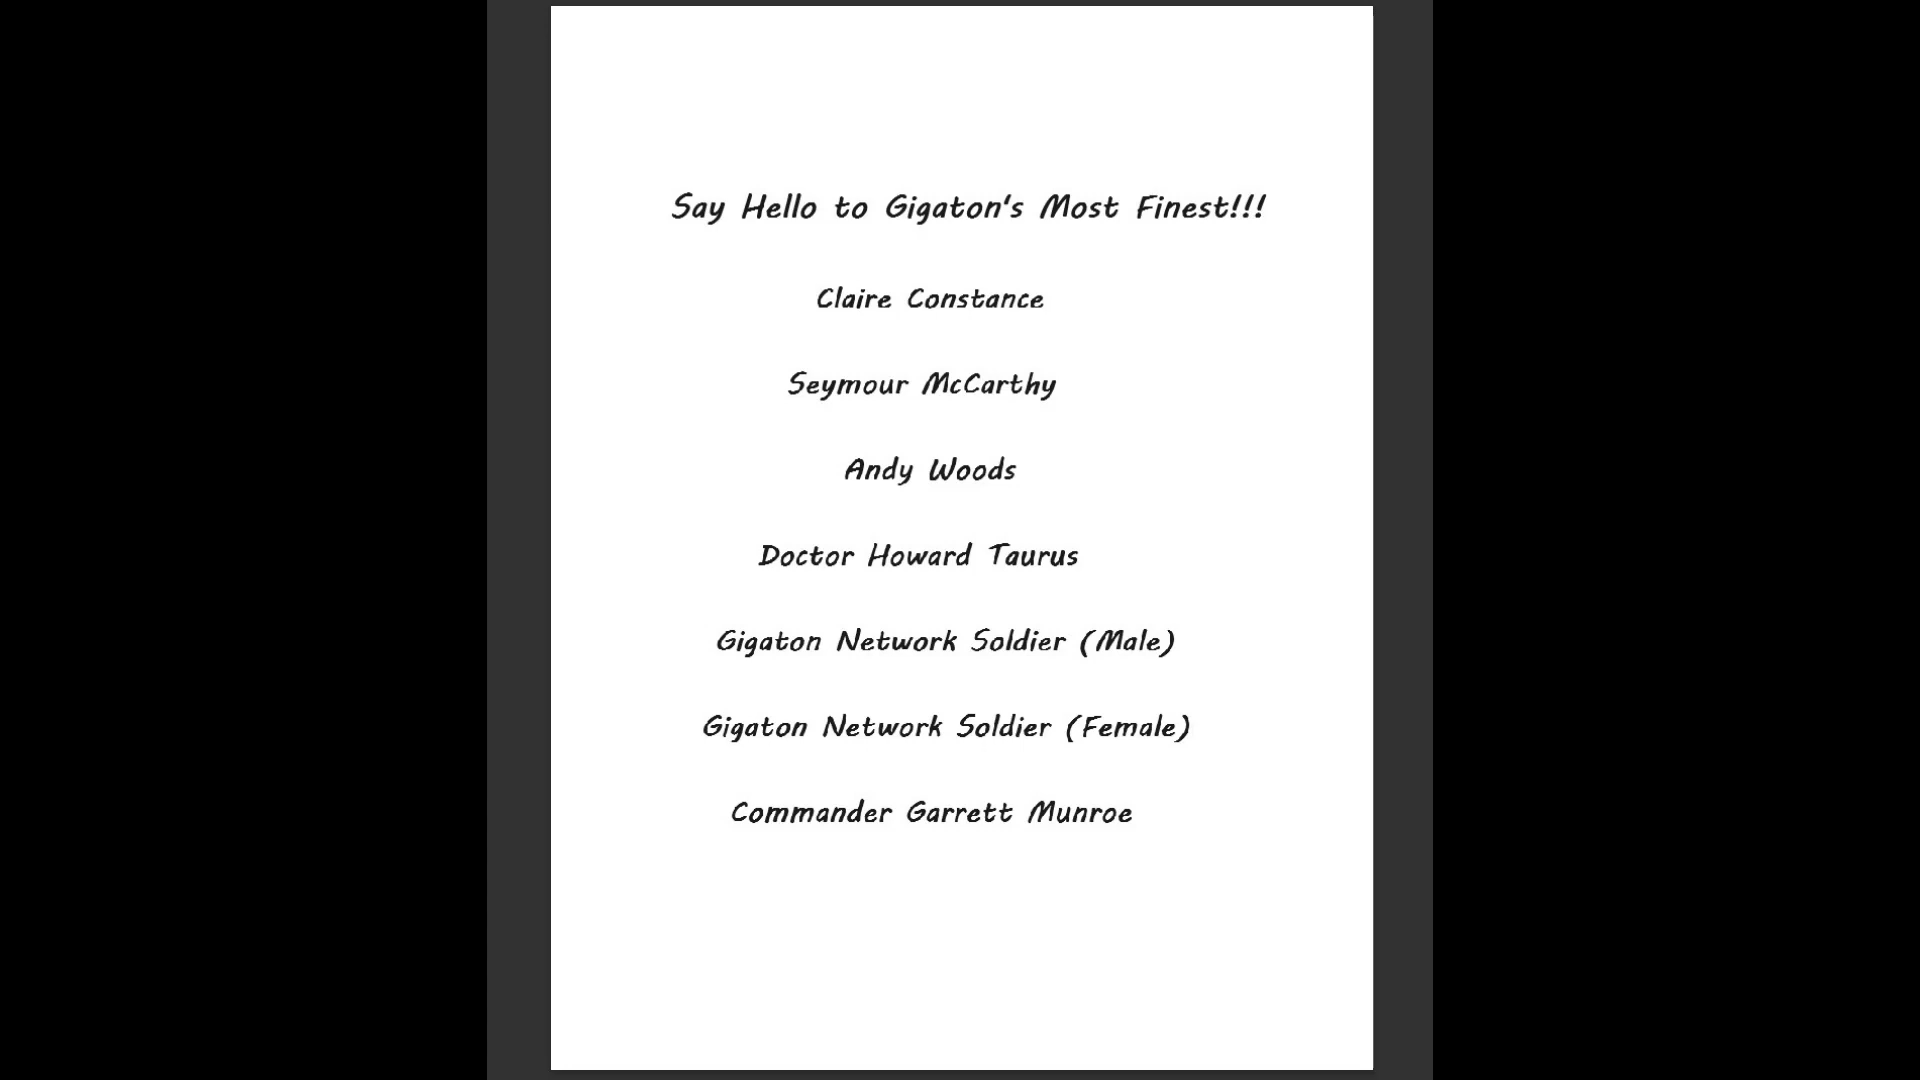 Say Hello to Gigaton's Most Finest!!!
Claire Constance
Seymour McCarthy
Andy Woods
Doctor Howard Taurus
Gigaton Network Soldier (Male)
Gigaton Network Soldier (Female)
Commander Garrett Munroe